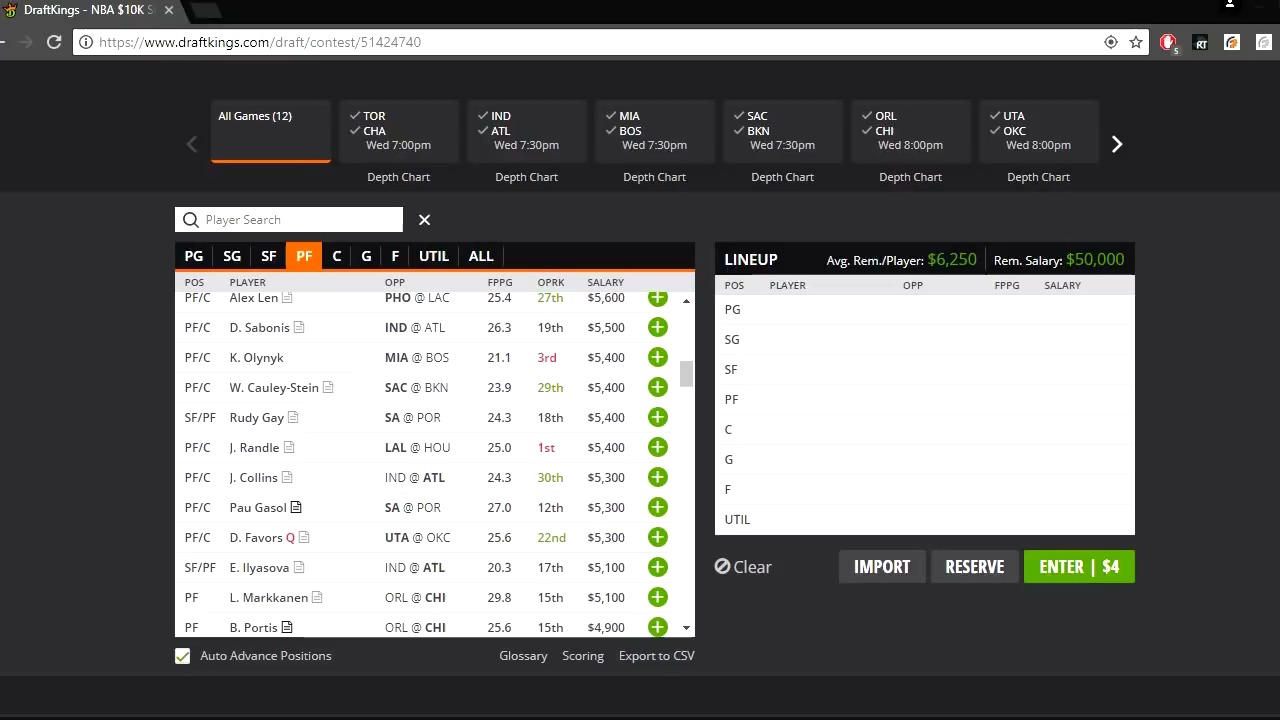 DraftKings - NBA $10K S
https://www.draftkings.com/draft/contest/51424740
5
RT
All Games (12)
TOR
CHA
Wed 7:00pm
IND
ATL
Wed 7:30pm
MIA
BOS
Wed 7:30pm
SAC
BKN
Wed 7:30pm
ORL
CHI
Wed 8:00pm
UTA
OKC
Wed 8:00pm
Depth Chart
Depth Chart
Depth Chart
Depth Chart
Depth Chart
Depth Chart
Player Search
PG SG SF PF C G F UTIL ALL
POS PLAYER OPP FPPG OPRK SALARY
PF/C Alex Len PHO @ LAC 25.4 27th $5,600
PF/C D. Sabonis IND @ ATL 26.3 19th $5,500
PF/C K. Olynyk MIA @ BOS 21.1 3rd $5,400
PF/C W. Cauley-Stein SAC @ BKN 23.9 29th $5,400
SF/PF Rudy Gay SA @ POR 24.3 18th $5,400
PF/C J. Randle LAL @ HOU 25.0 1st $5,400
PF/C J. Collins IND @ ATL 24.3 30th $5,300
PF/C Pau Gasol SA @ POR 27.0 12th $5,300
PF/C D. Favors Q UTA @ OKC 25.6 22nd $5,300
SF/PF E. Ilyasova IND @ ATL 20.3 17th $5,100
PF L. Markkanen ORL @ CHI 29.8 15th $5,100
PF B. Portis ORL @ CHI 25.6 15th $4,900
Auto Advance Positions
Glossary Scoring Export to CSV
LINEUP Avg. Rem./Player: $6,250 Rem. Salary: $50,000
POS PLAYER OPP FPPG SALARY
PG
SG
SF
PF
C
G
F
UTIL
Clear
IMPORT
RESERVE
ENTER | $4